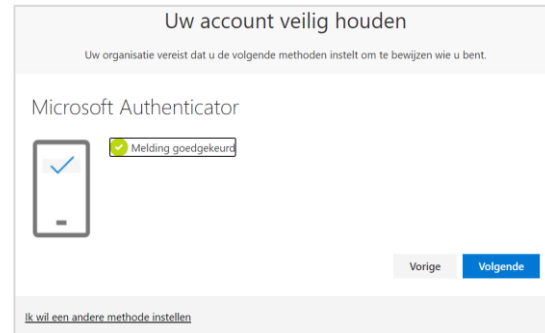 Uw account veilig houden
Uw organisatie vereist dat u de volgende methoden instelt om te bewijzen wie u bent.
Microsoft Authenticator
Melding goedgekeurd
Vorige
Volgende
Ik wil een andere methode instellen